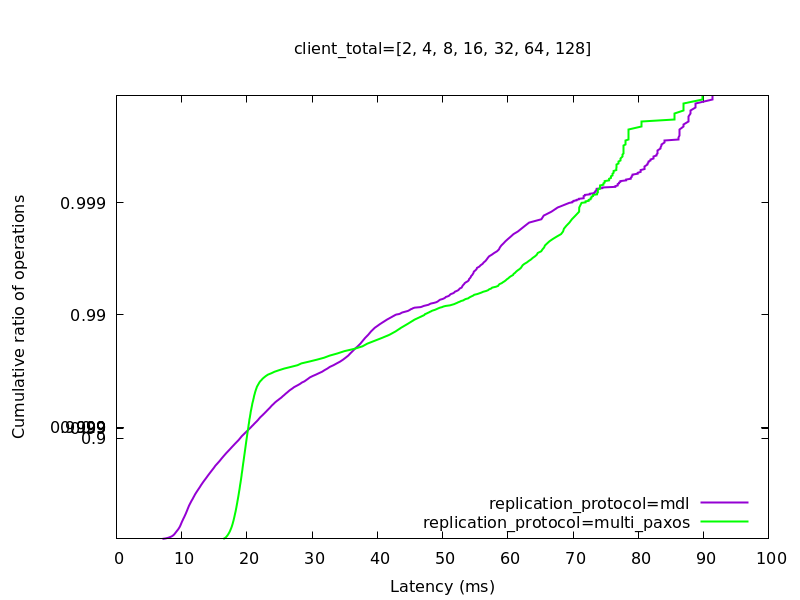 client_total=[2, 4, 8, 16, 32, 64, 128]
Cumulative ratio of operations
0.999
0.99
0.9
replication_protocol=mdl
replication_protocol=multi_paxos
0 10 20 30 40 50 60 70 80 90 100
Latency (ms)